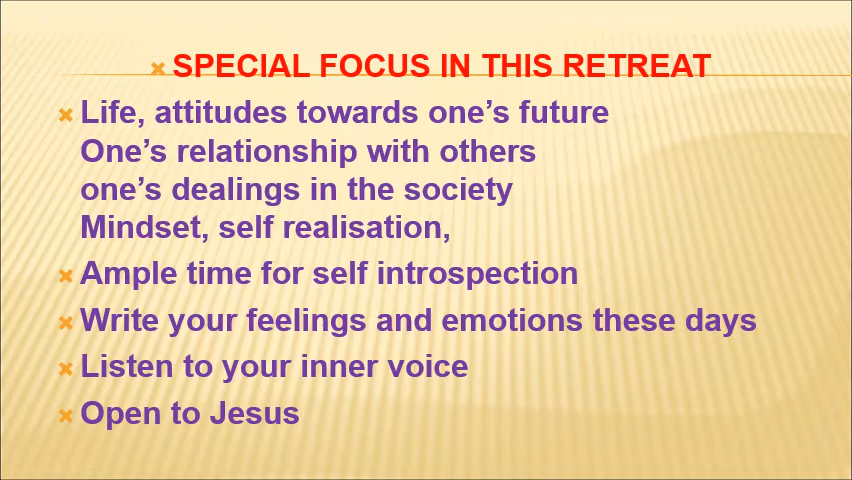 SPECIAL FOCUS IN THIS RETREAT
Life, attitudes towards one’s future
One’s relationship with others
one’s dealings in the society
Mindset, self realisation,
Ample time for self introspection
Write your feelings and emotions these days
Listen to your inner voice
Open to Jesus